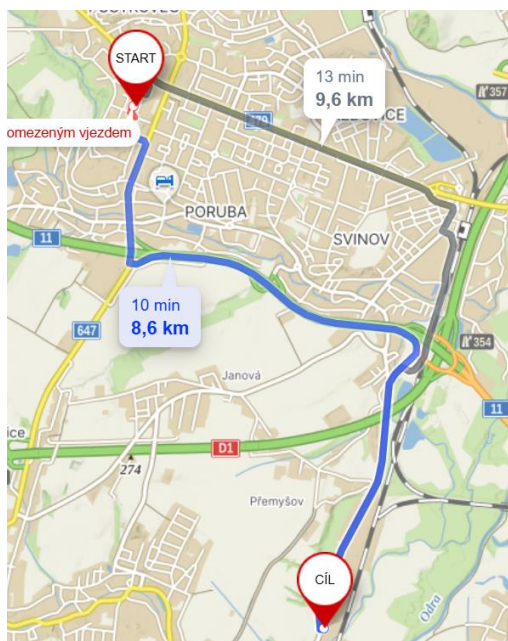 START
omezeným vjezdem
13 min
9,6 km
479
357
PORUBA
SVINOV
11
10 min
8,6 km
647
354
Janová
11
D1
274
Přemyšov
CÍL
Odra